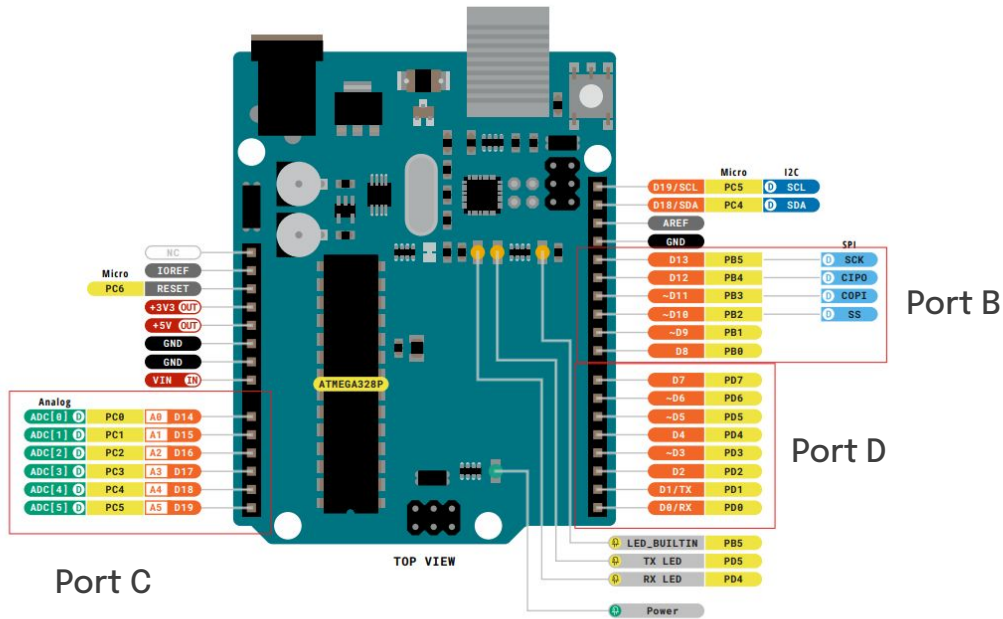 Micro I2C
D19/SCL PC5 D SCL
D18/SDA PC4 D SDA
AREF
GND
SPI
D13 PB5 D SCK
D12 PB4 D CIPO
~D11 PB3 D COPI
~D10 PB2 D SS
~D9 PB1
D8 PB0
Port B
D7 PD7
~D6 PD6
~D5 PD5
D4 PD4
~D3 PD3
D2 PD2
D1/TX PD1
D0/RX PD0
Port D
NC
IOREF
Micro
PC6 RESET
+3V3 OUT
+5V OUT
GND
GND
VIN IN
ATMEGA328P
Analog
ADC[0] D PC0 A0 D14
ADC[1] D PC1 A1 D15
ADC[2] D PC2 A2 D16
ADC[3] D PC3 A3 D17
ADC[4] D PC4 A4 D18
ADC[5] D PC5 A5 D19
Port C
TOP VIEW
LED_BUILTIN PB5
TX LED PD5
RX LED PD4
Power